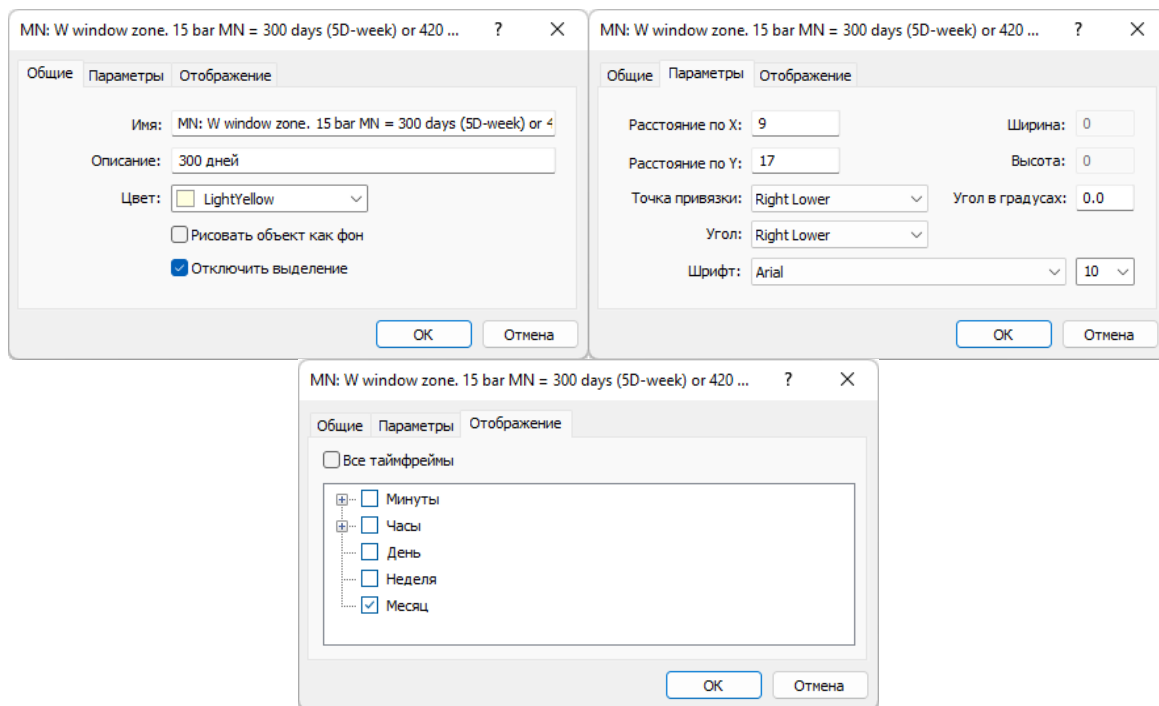 MN: W window zone. 15 bar MN = 300 days (5D-week) or 420 ... ?
Общие Параметры Отображение
Имя: MN: W window zone. 15 bar MN = 300 days (5D-week) or 4
Описание: 300 дней
Цвет: LightYellow
Рисовать объект как фон
Отключить выделение
OK Отмена
MN: W window zone. 15 bar MN = 300 days (5D-week) or 420 ... ?
Общие Параметры Отображение
Расстояние по X: 9 Ширина: 0
Расстояние по Y: 17 Высота: 0
Точка привязки: Right Lower Угол в градусах: 0.0
Угол: Right Lower
Шрифт: Arial 10
OK Отмена
MN: W window zone. 15 bar MN = 300 days (5D-week) or 420 ... ?
Общие Параметры Отображение
Все таймфреймы
Минуты
Часы
День
Неделя
Месяц
OK Отмена